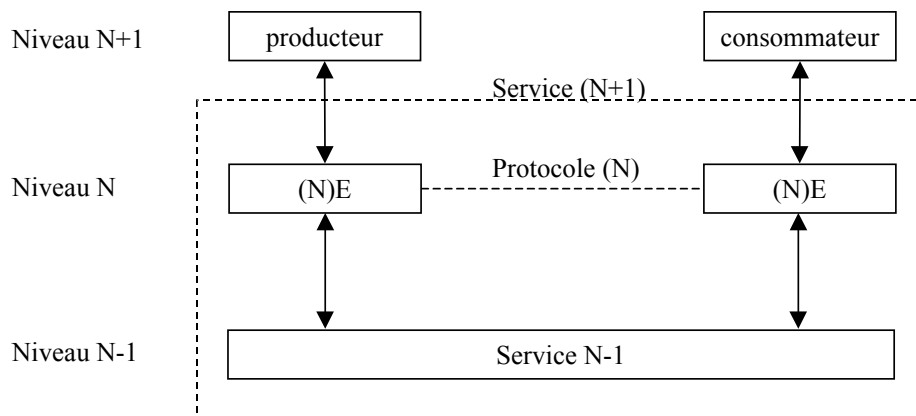 Niveau N+1 producteur consommateur
Service (N+1)
Niveau N (N)E Protocole (N) (N)E
Niveau N-1 Service N-1